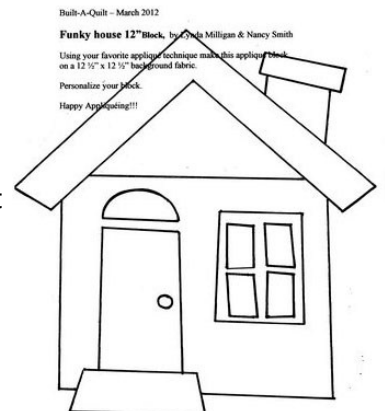 Built-A-Quilt – March 2012
Funky house 12" Block, by Lynda Milligan & Nancy Smith
Using your favorite applique technique make this applique block
on a 12 ½" x 12 ½" background fabric.
Personalize your block.
Happy Appliquéing!!!